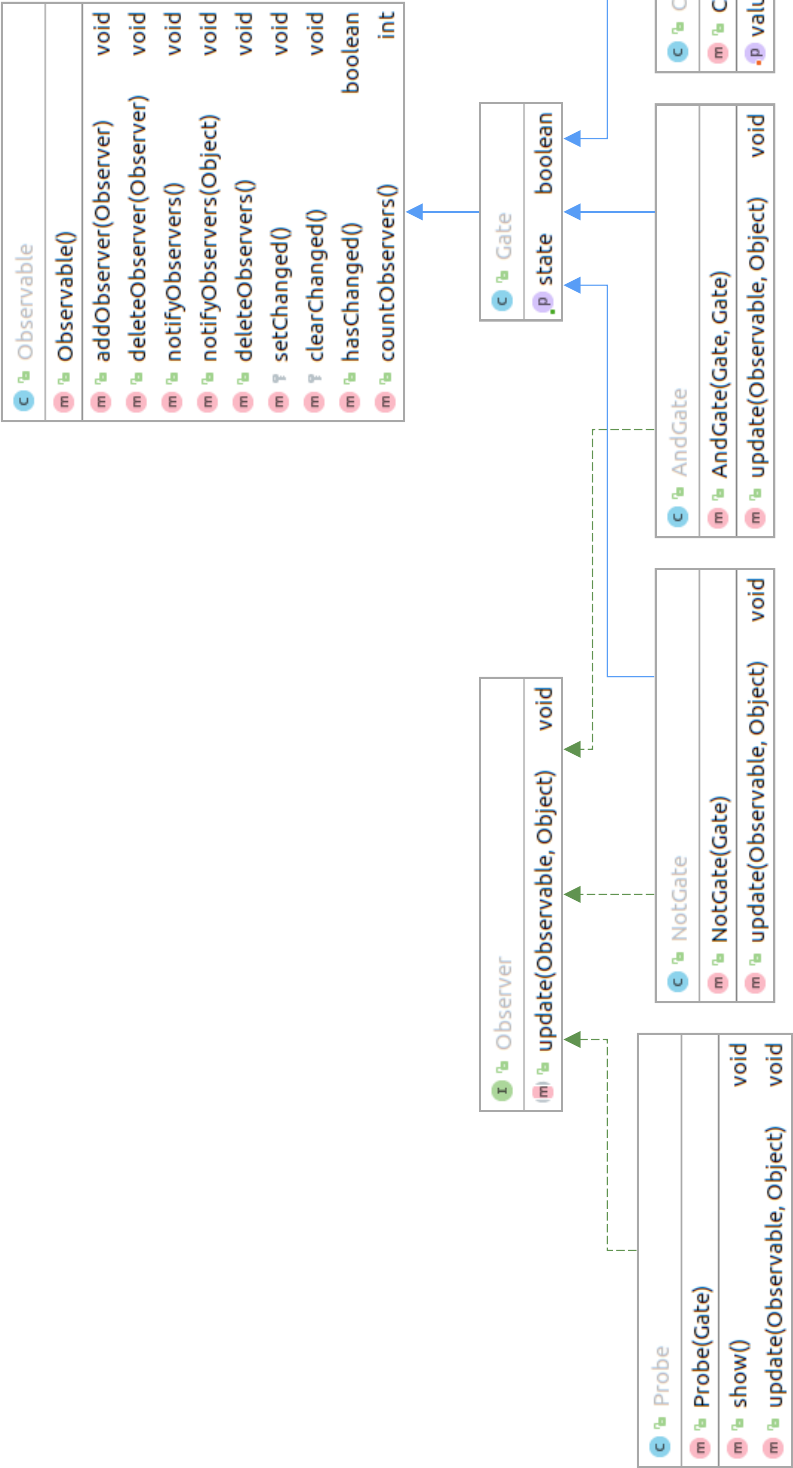 Observable
Observable()
addObserver(Observer) void
deleteObserver(Observer) void
notifyObservers() void
notifyObservers(Object) void
deleteObservers() void
setChanged() void
clearChanged() void
hasChanged() boolean
countObservers() int
Observer
update(Observable, Object) void
Gate
state boolean
Probe
Probe(Gate)
show() void
update(Observable, Object) void
NotGate
NotGate(Gate)
update(Observable, Object) void
AndGate
AndGate(Gate, Gate)
update(Observable, Object) void
C
C
valu